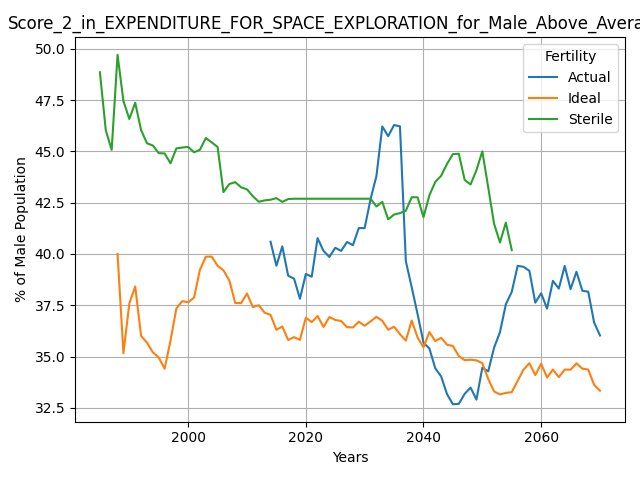 Score_2_in_EXPENDITURE_FOR_SPACE_EXPLORATION_for_Male_Above_Avera
50.0
47.5
45.0
42.5
40.0
37.5
35.0
32.5
% of Male Population
Fertility
Actual
Ideal
Sterile
2000
2020
2040
2060
Years